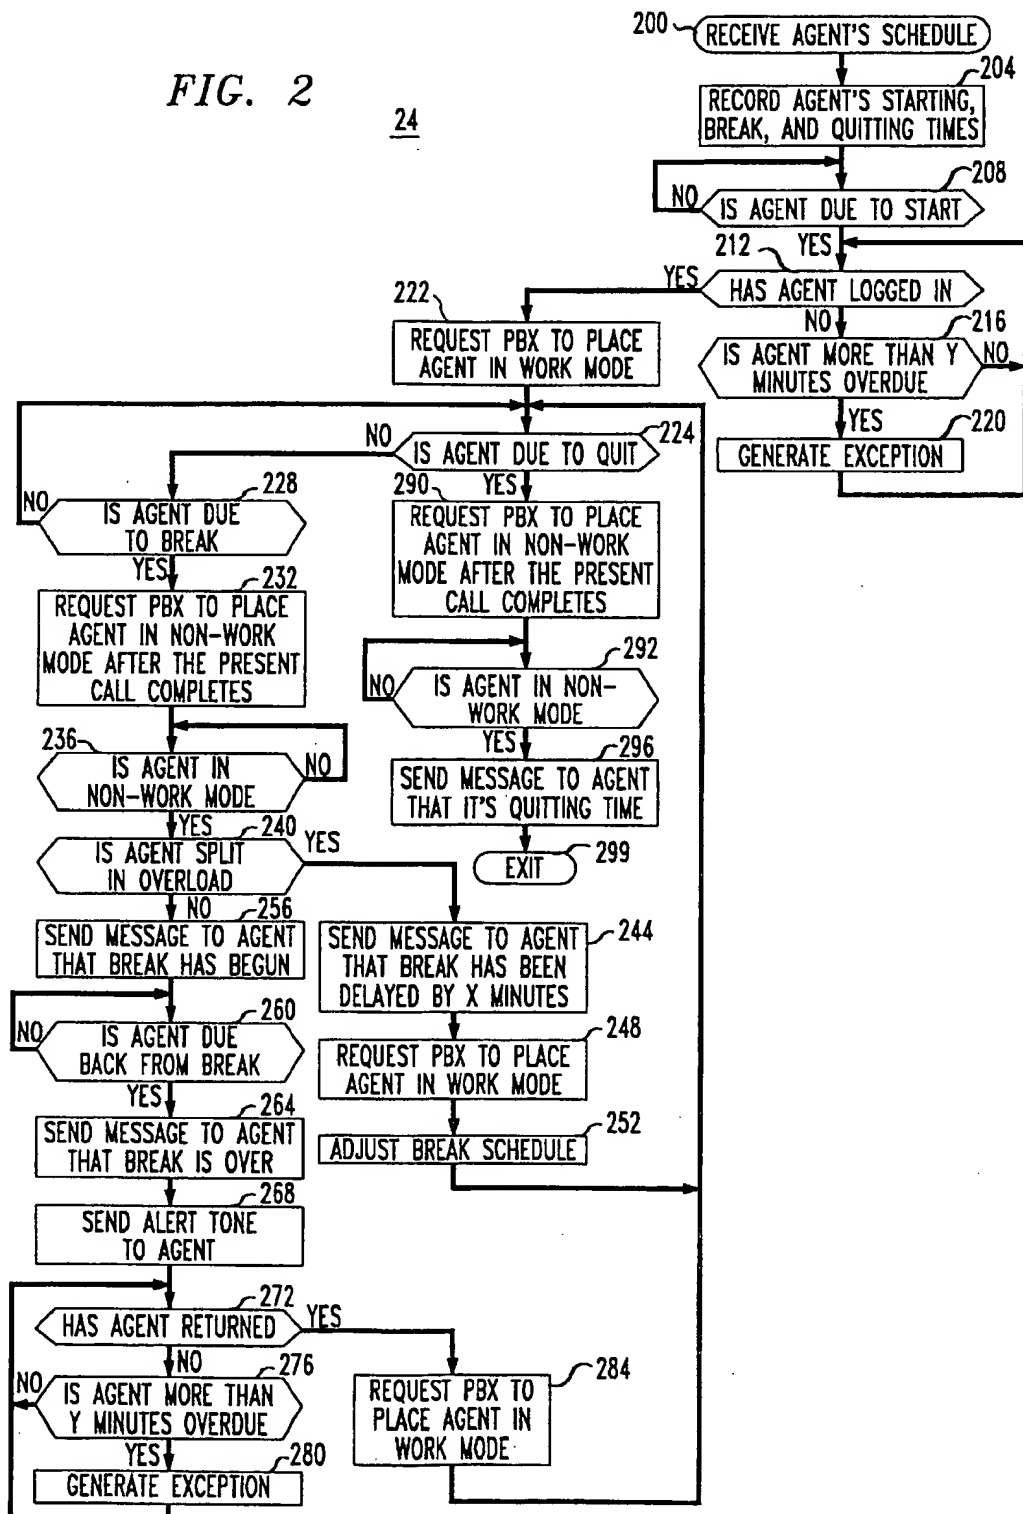 FIG. 2
24
200
RECEIVE AGENT'S SCHEDULE
204
RECORD AGENT'S STARTING,
BREAK, AND QUITTING TIMES
208
NO
IS AGENT DUE TO START
YES
212
HAS AGENT LOGGED IN
YES
NO
216
IS AGENT MORE THAN Y
MINUTES OVERDUE
NO
YES
220
GENERATE EXCEPTION
222
REQUEST PBX TO PLACE
AGENT IN WORK MODE
224
NO
IS AGENT DUE TO QUIT
YES
228
NO
IS AGENT DUE
TO BREAK
YES
232
REQUEST PBX TO PLACE
AGENT IN NON-WORK
MODE AFTER THE PRESENT
CALL COMPLETES
236
IS AGENT IN
NON-WORK MODE
NO
YES
240
IS AGENT SPLIT
IN OVERLOAD
YES
NO
256
SEND MESSAGE TO AGENT
THAT BREAK HAS BEGUN
260
NO
IS AGENT DUE
BACK FROM BREAK
YES
264
SEND MESSAGE TO AGENT
THAT BREAK IS OVER
268
SEND ALERT TONE
TO AGENT
272
HAS AGENT RETURNED
YES
NO
276
NO
IS AGENT MORE THAN
Y MINUTES OVERDUE
YES
280
GENERATE EXCEPTION
290
REQUEST PBX TO PLACE
AGENT IN NON-WORK
MODE AFTER THE PRESENT
CALL COMPLETES
292
NO
IS AGENT IN NON-
WORK MODE
YES
296
SEND MESSAGE TO AGENT
THAT IT'S QUITTING TIME
299
EXIT
244
SEND MESSAGE TO AGENT
THAT BREAK HAS BEEN
DELAYED BY X MINUTES
248
REQUEST PBX TO PLACE
AGENT IN WORK MODE
252
ADJUST BREAK SCHEDULE
284
REQUEST PBX TO
PLACE AGENT IN
WORK MODE